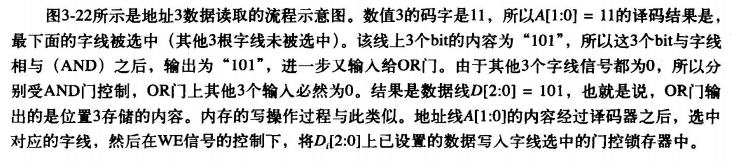 图3-22所示是地址3数据读取的流程示意图。数值3的码字是11，所以A[1:0] = 11的译码结果是，
最下面的字线被选中（其他3根字线未被选中）。该线上3个bit的内容为“101”，所以这3个bit与字线
相与（AND）之后，输出为“101”，进一步又输入给OR门。由于其他3个字线信号都为0，所以分
别受AND门控制，OR门上其他3个输入必然为0。结果是数据线D[2:0] = 101，也就是说，OR门输
出的是位置3存储的内容。内存的写操作过程与此类似。地址线A[1:0]的内容经过译码器之后，选中
对应的字线，然后在WE信号的控制下，将Di[2:0]上已设置的数据写入字线选中的门控锁存器中。